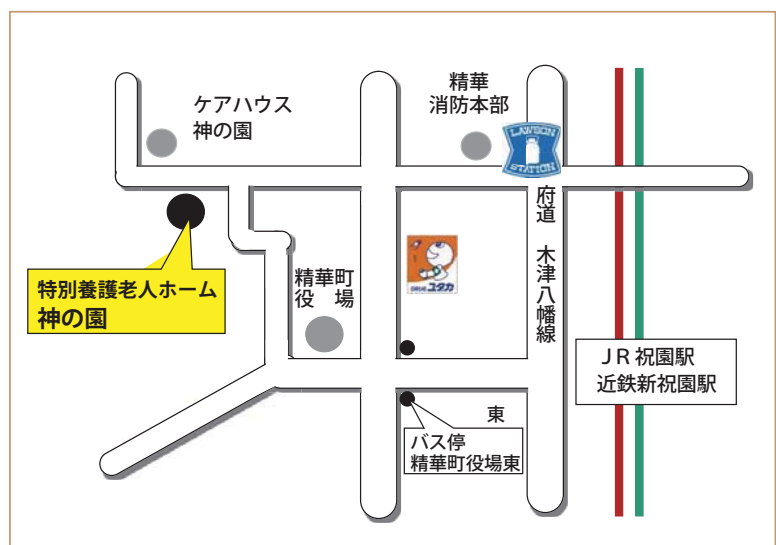 ケアハウス
神の園
精華
消防本部
LAWSON
STATION
府道 木津八幡線
特別養護老人ホーム
神の園
精華町
役 場
DRUG ユタカ
JR 祝園駅
近鉄新祝園駅
東
バス停
精華町役場東